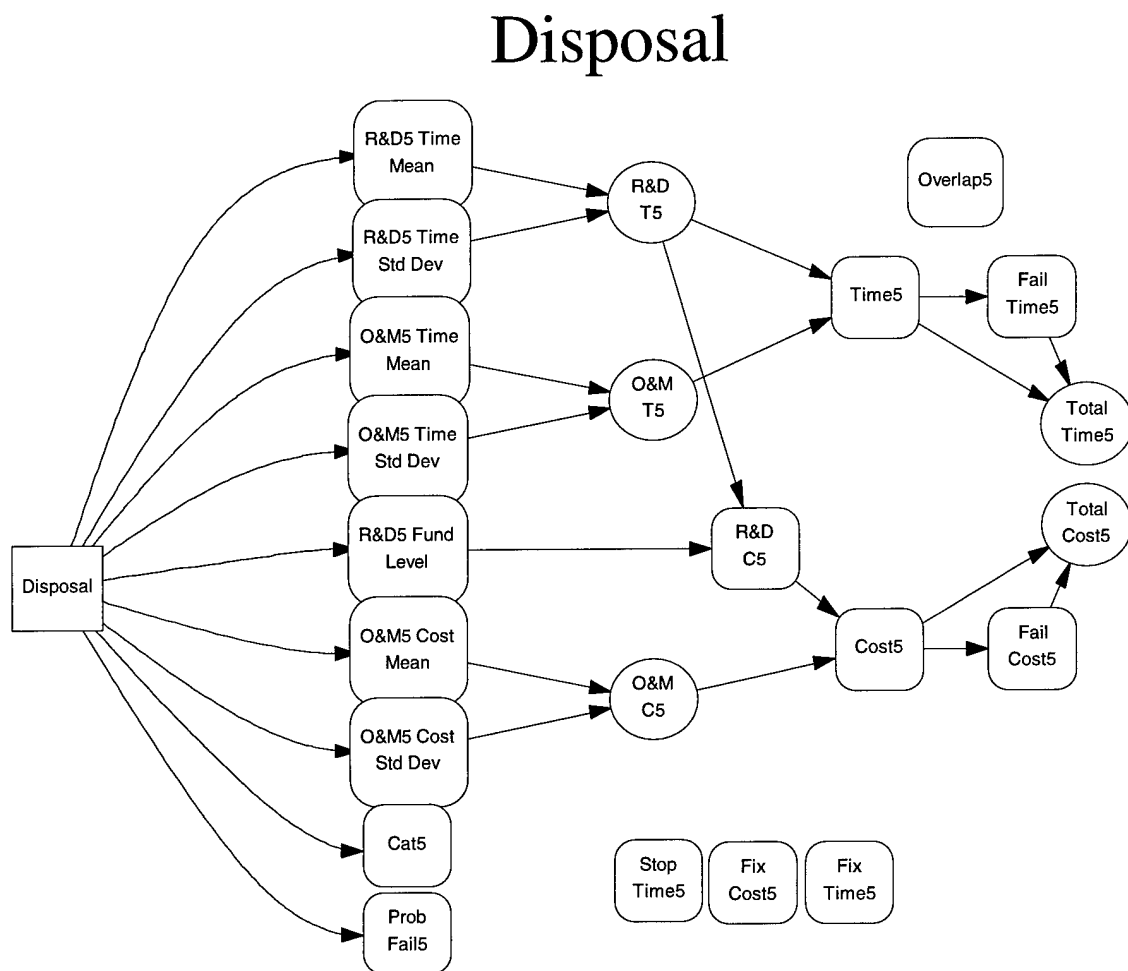 Disposal
R&D5 Time
Mean
R&D5 Time
Std Dev
O&M5 Time
Mean
O&M5 Time
Std Dev
R&D5 Fund
Level
O&M5 Cost
Mean
O&M5 Cost
Std Dev
Cat5
Prob
Fail5
Disposal
R&D
T5
O&M
T5
R&D
C5
O&M
C5
Overlap5
Time5
Fail
Time5
Total
Time5
Total
Cost5
Cost5
Fail
Cost5
Stop
Time5
Fix
Cost5
Fix
Time5